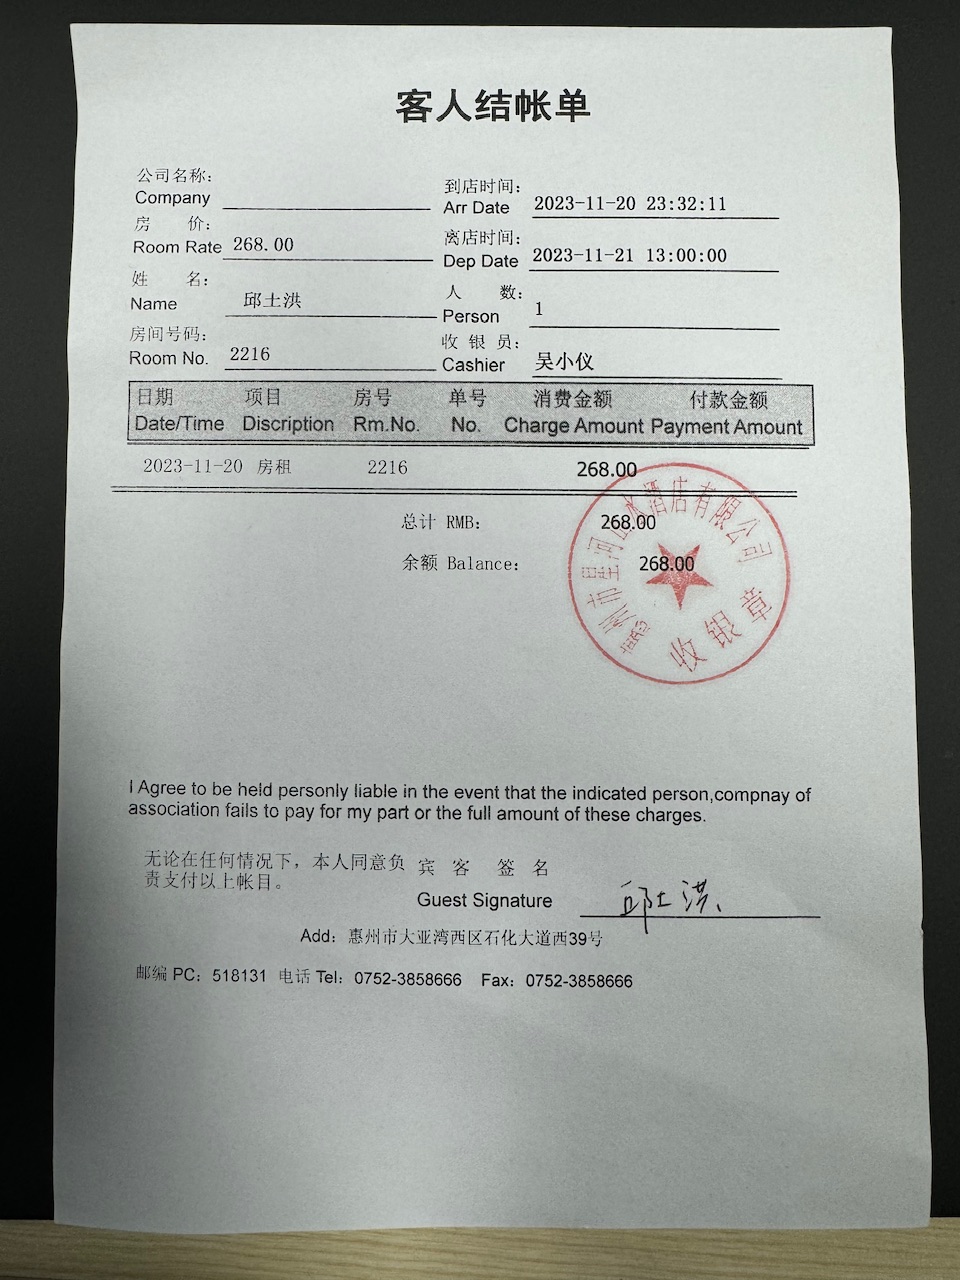 客人结帐单
公司名称:
Company
到店时间:
Arr Date 2023-11-20 23:32:11
房 价:
Room Rate 268.00
离店时间:
Dep Date 2023-11-21 13:00:00
姓 名:
Name 邱土洪
人 数:
Person 1
房间号码:
Room No. 2216
收 银 员:
Cashier 吴小仪
日期 项目 房号 单号 消费金额 付款金额
Date/Time Discription Rm.No. No. Charge Amount Payment Amount
2023-11-20 房租 2216 268.00
总计 RMB: 268.00
余额 Balance: 268.00
州市星河 水酒店有限公司
收银章
I Agree to be held personly liable in the event that the indicated person,compnay of
association fails to pay for my part or the full amount of these charges.
无论在任何情况下，本人同意负
责支付以上帐目。
宾 客 签 名
Guest Signature 邱土洪
Add: 惠州市大亚湾西区石化大道西39号
邮编 PC: 518131 电话 Tel: 0752-3858666 Fax: 0752-3858666